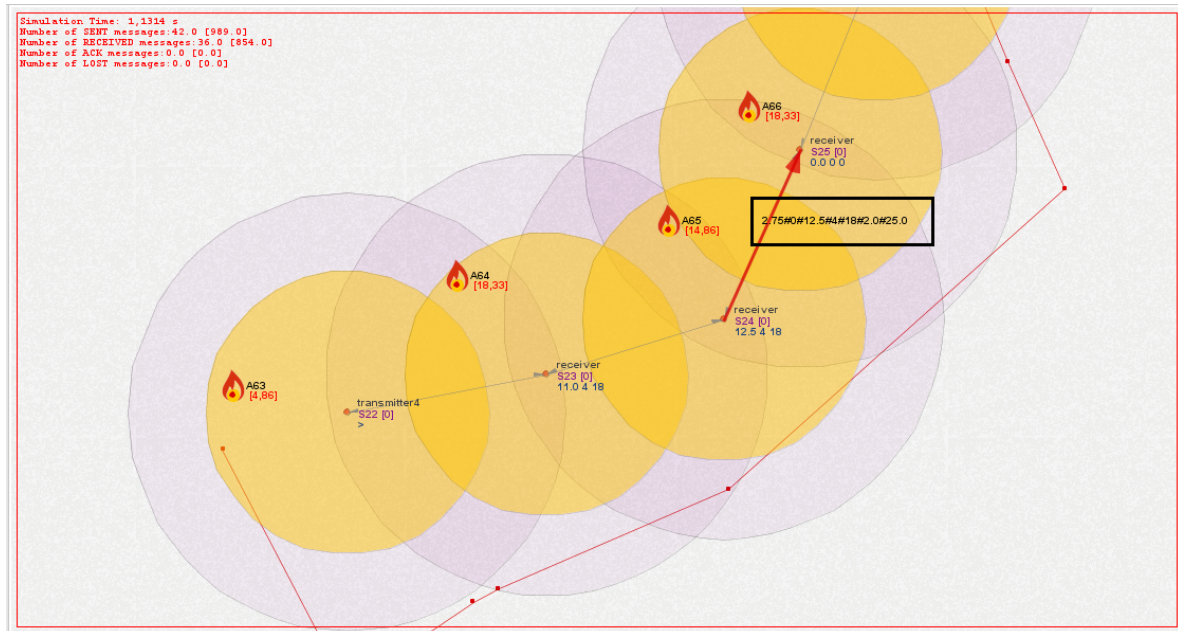 Simulation Time: 1,1314 s
Number of SENT messages:42.0 [989.0]
Number of RECEIVED messages:36.0 [854.0]
Number of ACK messages:0.0 [0.0]
Number of LOST messages:0.0 [0.0]
A66
[18,33]
receiver
S25 [0]
0.0 0 0
A65
[14,86]
2.75#0#12.5#4#18#2.0#25.0
A64
[18,33]
receiver
S24 [0]
12.5 4 18
receiver
S23 [0]
11.0 4 18
A63
[4,86]
transmitter4
S22 [0]
>